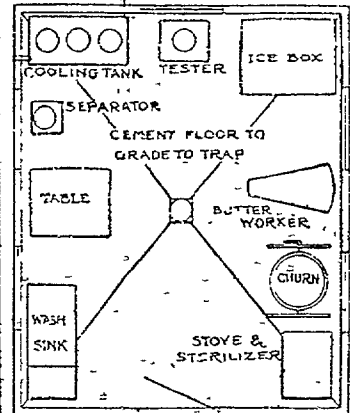 COOLING TANK
TESTER
ICE BOX
SEPARATOR
CEMENT FLOOR TO
GRADE TO TRAP
TABLE
BUTTER
WORKER
CHURN
WASH
SINK
STOVE &
STERILIZER